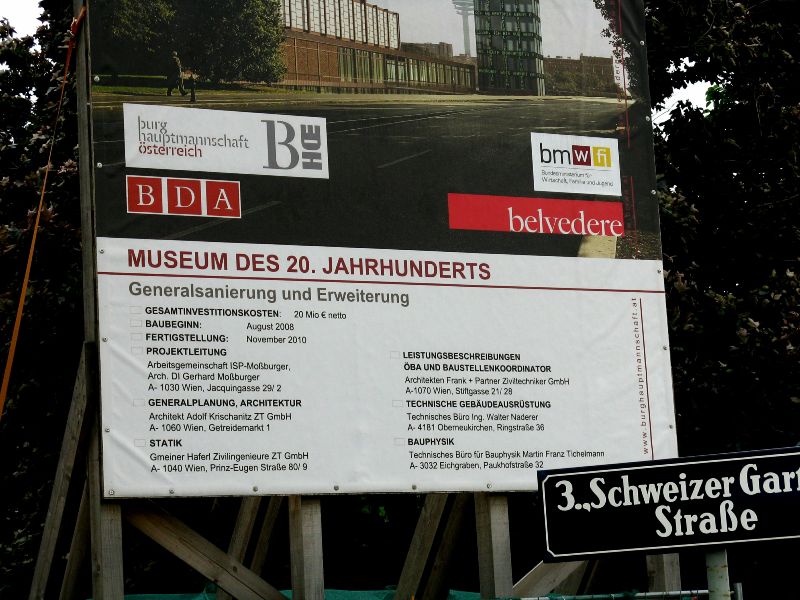 burg
hauptmannschaft
österreich
BHÖ
bmwfj
Bundesministerium für
Wirtschaft, Familie und Jugend
BDA
belvedere
MUSEUM DES 20. JAHRHUNDERTS
Generalsanierung und Erweiterung
GESAMTINVESTITIONSKOSTEN: 20 Mio € netto
BAUBEGINN: August 2008
FERTIGSTELLUNG: November 2010
PROJEKTLEITUNG
Arbeitsgemeinschaft ISP-Moßburger,
Arch. DI Gerhard Moßburger
A- 1030 Wien, Jacquingasse 29/ 2
GENERALPLANUNG, ARCHITEKTUR
Architekt Adolf Krischanitz ZT GmbH
A- 1060 Wien, Getreidemarkt 1
STATIK
Gmeiner Haferl Zivilingenieure ZT GmbH
A- 1040 Wien, Prinz-Eugen Straße 80/ 9
LEISTUNGSBESCHREIBUNGEN
ÖBA UND BAUSTELLENKOORDINATOR
Architekten Frank + Partner Ziviltechniker GmbH
A-1070 Wien, Stiftgasse 21/ 28
TECHNISCHE GEBÄUDEAUSRÜSTUNG
Technisches Büro Ing. Walter Naderer
A- 4181 Oberneukirchen, Ringstraße 36
BAUPHYSIK
Technisches Büro für Bauphysik Martin Franz Tichelmann
A- 3032 Eichgraben, Paukhofstraße 32
www.burghauptmannschaft.at
3., Schweizer Gart
Straße